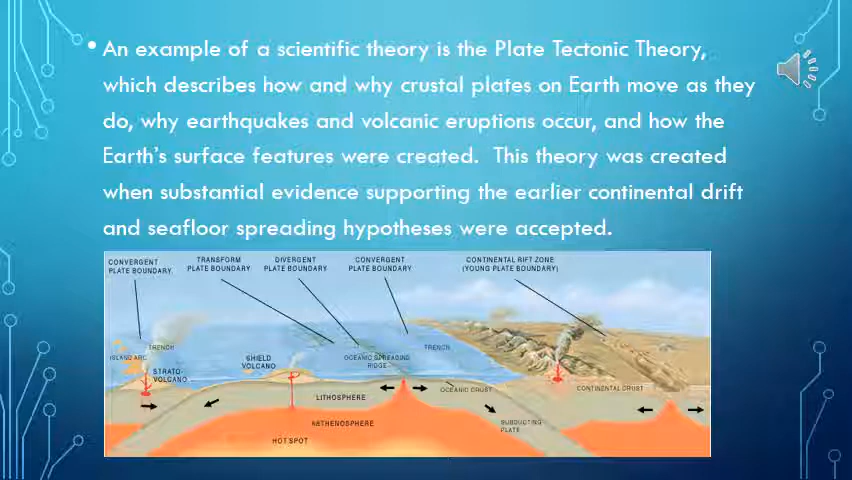 • An example of a scientific theory is the Plate Tectonic Theory,
which describes how and why crustal plates on Earth move as they
do, why earthquakes and volcanic eruptions occur, and how the
Earth's surface features were created.  This theory was created
when substantial evidence supporting the earlier continental drift
and seafloor spreading hypotheses were accepted.
CONVERGENT
PLATE BOUNDARY
TRANSFORM
PLATE BOUNDARY
DIVERGENT
PLATE BOUNDARY
CONVERGENT
PLATE BOUNDARY
CONTINENTAL RIFT ZONE
(YOUNG PLATE BOUNDARY)
TRENCH
ISLAND ARC
STRATO-
VOLCANO
SHIELD
VOLCANO
OCEANIC SPREADING
RIDGE
TRENCH
LITHOSPHERE
OCEANIC CRUST
CONTINENTAL CRUST
ASTHENOSPHERE
SUBDUCTING
PLATE
HOT SPOT